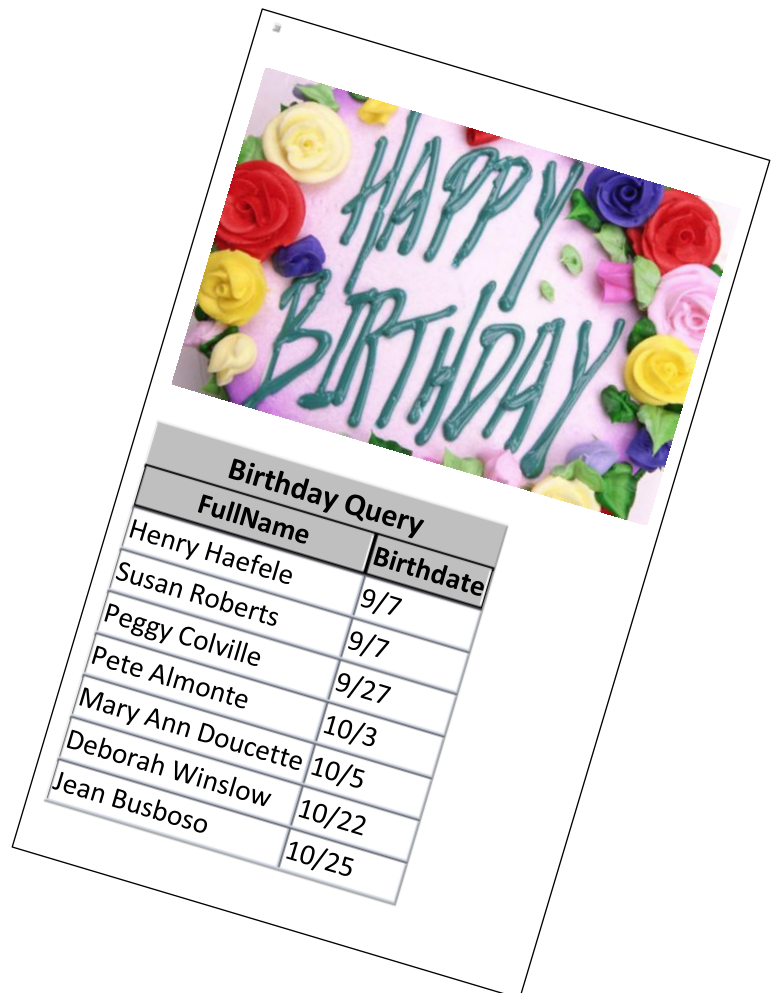 HAPPY
BIRTHDAY
Birthday Query
FullName Birthdate
Henry Haefele 9/7
Susan Roberts 9/7
Peggy Colville 9/27
Pete Almonte 10/3
Mary Ann Doucette 10/5
Deborah Winslow 10/22
Jean Busboso 10/25